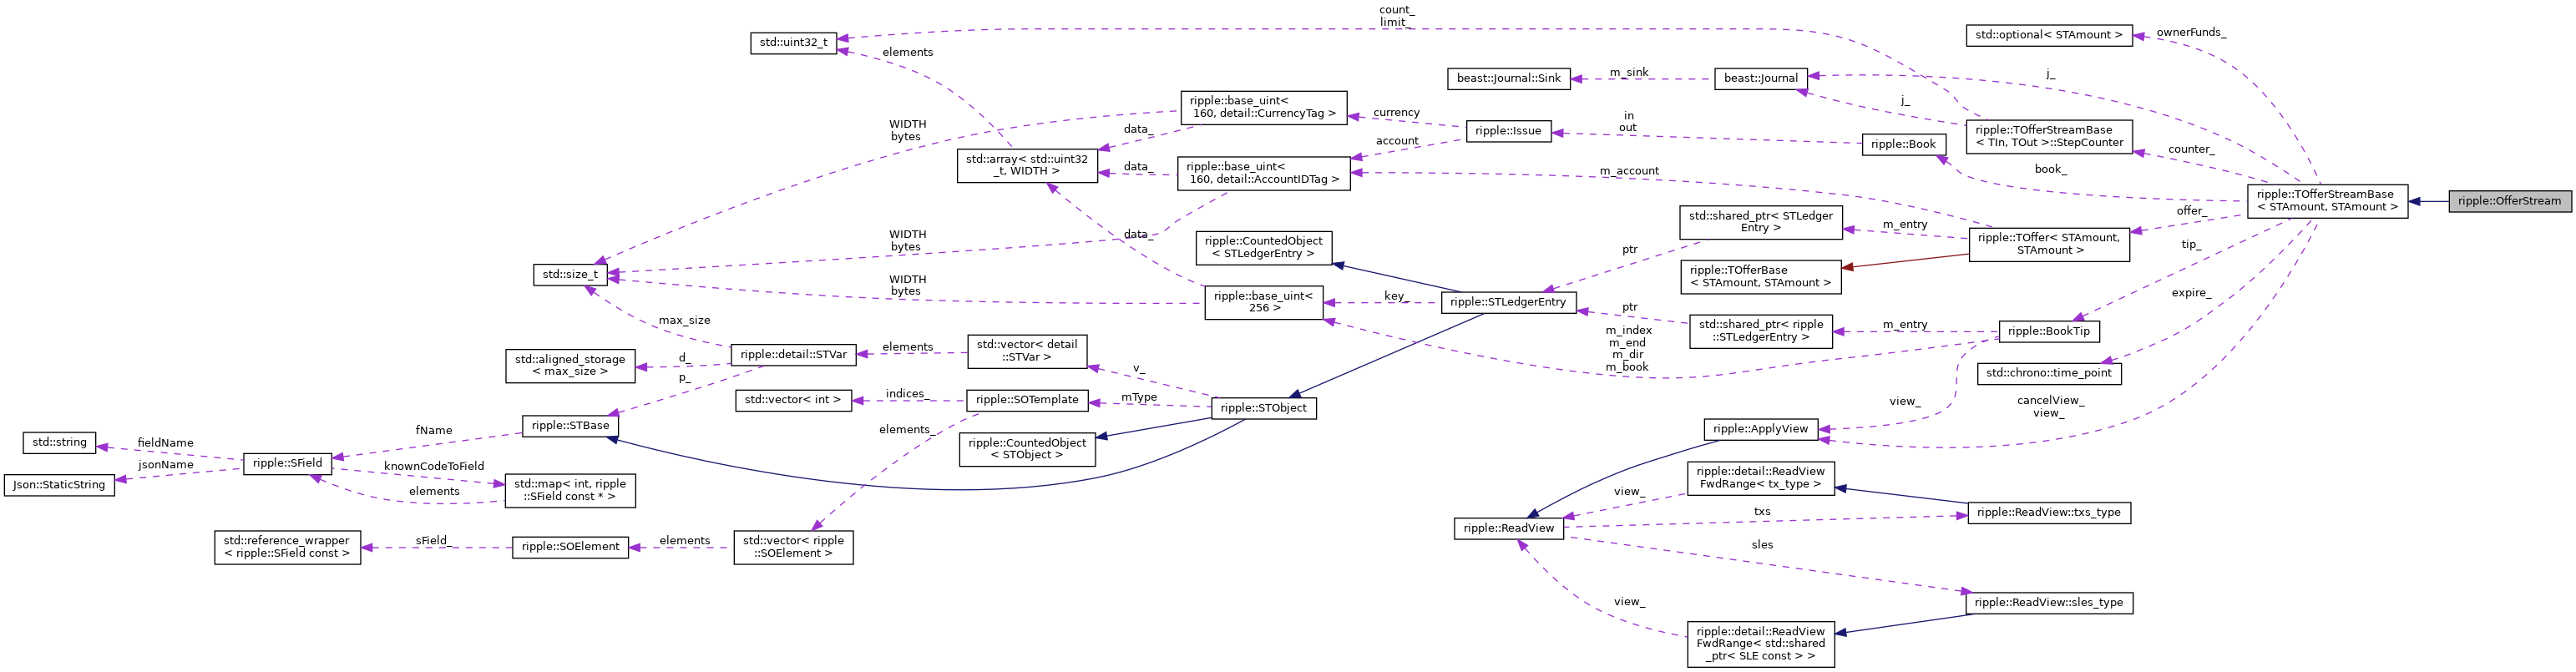 count_
limit_
std::uint32_t
elements
std::optional< STAmount >
ownerFunds_
beast::Journal::Sink
m_sink
beast::Journal
j_
j_
ripple::base_uint<
160, detail::CurrencyTag >
currency
WIDTH
bytes
data_
ripple::Issue
in
out
ripple::Book
ripple::TOfferStreamBase
< TIn, TOut >::StepCounter
counter_
std::array< std::uint32
_t, WIDTH >
data_
ripple::base_uint<
160, detail::AccountIDTag >
account
m_account
book_
ripple::TOfferStreamBase
< STAmount, STAmount >
ripple::OfferStream
offer_
std::shared_ptr< STLedger
Entry >
m_entry
ripple::TOffer< STAmount,
STAmount >
WIDTH
bytes
data_
ripple::CountedObject
< STLedgerEntry >
ptr
tip_
std::size_t
ripple::TOfferBase
< STAmount, STAmount >
WIDTH
bytes
ripple::base_uint<
256 >
key_
ripple::STLedgerEntry
ptr
expire_
max_size
m_index
m_end
m_dir
m_book
std::shared_ptr< ripple
::STLedgerEntry >
m_entry
ripple::BookTip
std::aligned_storage
< max_size >
d_
p_
ripple::detail::STVar
elements
std::vector< detail
::STVar >
v_
std::chrono::time_point
std::vector< int >
indices_
ripple::SOTemplate
mType
ripple::STObject
view_
cancelView_
view_
ripple::STBase
fName
elements_
ripple::CountedObject
< STObject >
ripple::ApplyView
std::string
fieldName
jsonName
Json::StaticString
ripple::SField
knownCodeToField
elements
std::map< int, ripple
::SField const * >
ripple::detail::ReadView
FwdRange< tx_type >
view_
ripple::ReadView
txs
ripple::ReadView::txs_type
std::reference_wrapper
< ripple::SField const >
sField_
ripple::SOElement
elements
std::vector< ripple
::SOElement >
sles
view_
ripple::ReadView::sles_type
ripple::detail::ReadView
FwdRange< std::shared
_ptr< SLE const > >